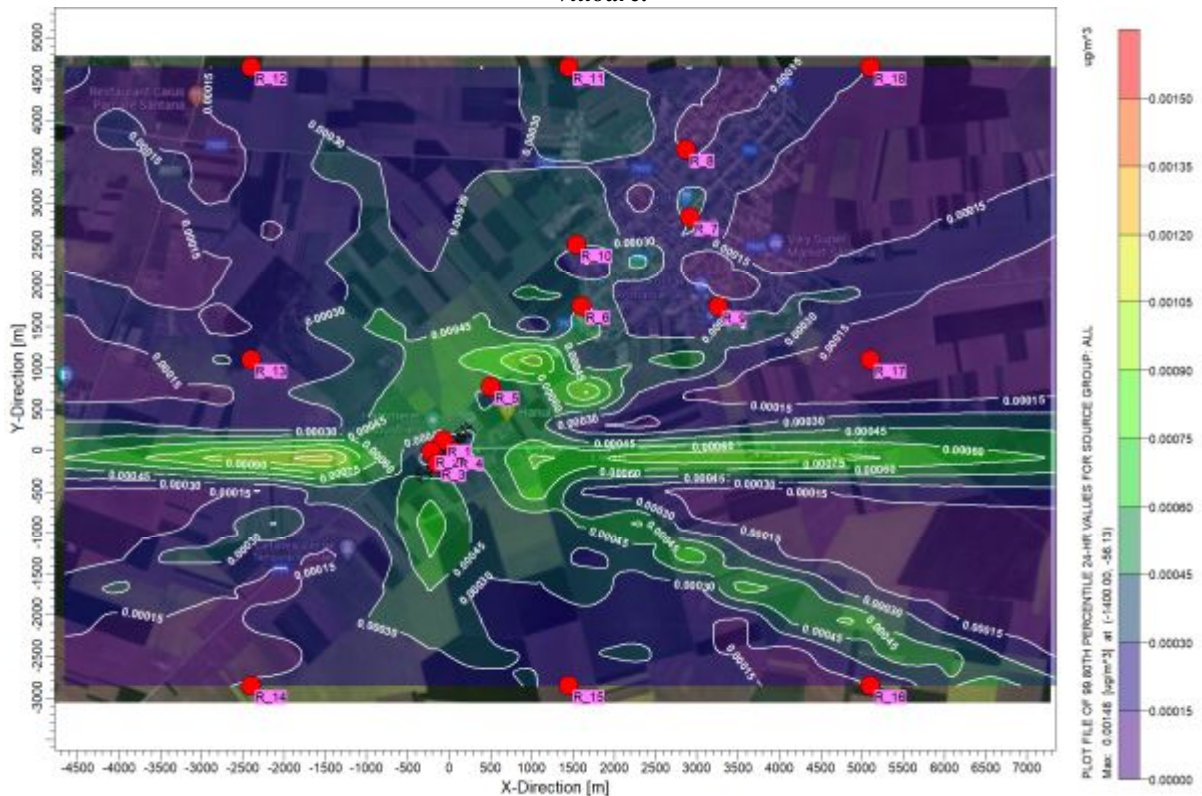 ug/m^3
5000
4500
4000
3500
3000
2500
2000
1500
1000
500
0
-500
-1000
-1500
-2000
-2500
-3000
Y-Direction [m]
-4500 -4000 -3500 -3000 -2500 -2000 -1500 -1000 -500 0 500 1000 1500 2000 2500 3000 3500 4000 4500 5000 5500 6000 6500 7000
X-Direction [m]
R_12
R_11
R_18
R_8
R_7
R_10
R_6
R_9
R_13
R_17
R_5
R_1
R_2
R_4
R_3
R_14
R_15
R_16
0.00015
0.00030
0.00045
0.00060
0.00075
PLOT FILE OF 99.80TH PERCENTILE 24-HR VALUES FOR SOURCE GROUP: ALL
Max: 0.00148 [ug/m^3] at (-1400.00, -56.13)
0.00150
0.00135
0.00120
0.00105
0.00090
0.00075
0.00060
0.00045
0.00030
0.00015
0.00000